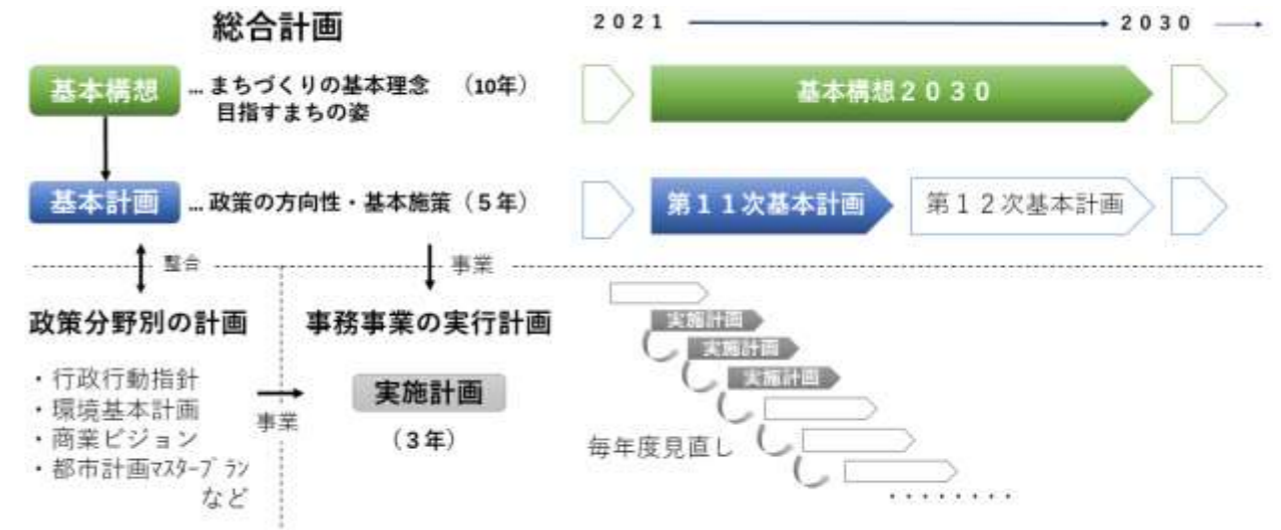 総合計画
2021
2030
基本構想
… まちづくりの基本理念　（10年）
目指すまちの姿
基本構想２０３０
基本計画
… 政策の方向性・基本施策（５年）
第１１次基本計画
第１２次基本計画
整合
事業
政策分野別の計画
・行政行動指針
・環境基本計画
・商業ビジョン
・都市計画ﾏｽﾀｰﾌﾟﾗﾝ
など
事業
事務事業の実行計画
実施計画
（３年）
実施計画
実施計画
実施計画
毎年度見直し
・・・・・・・・